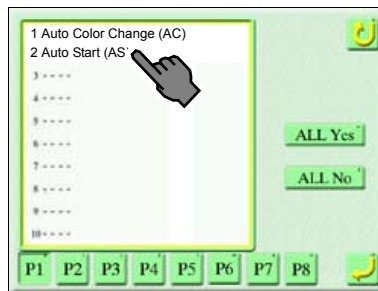 1 Auto Color Change (AC)
2 Auto Start (AS)
3 - - - -
4 - - - -
5 - - - -
6 - - - -
7 - - - -
8 - - - -
9 - - - -
10 - - - -
ALL Yes
ALL No
P1 P2 P3 P4 P5 P6 P7 P8